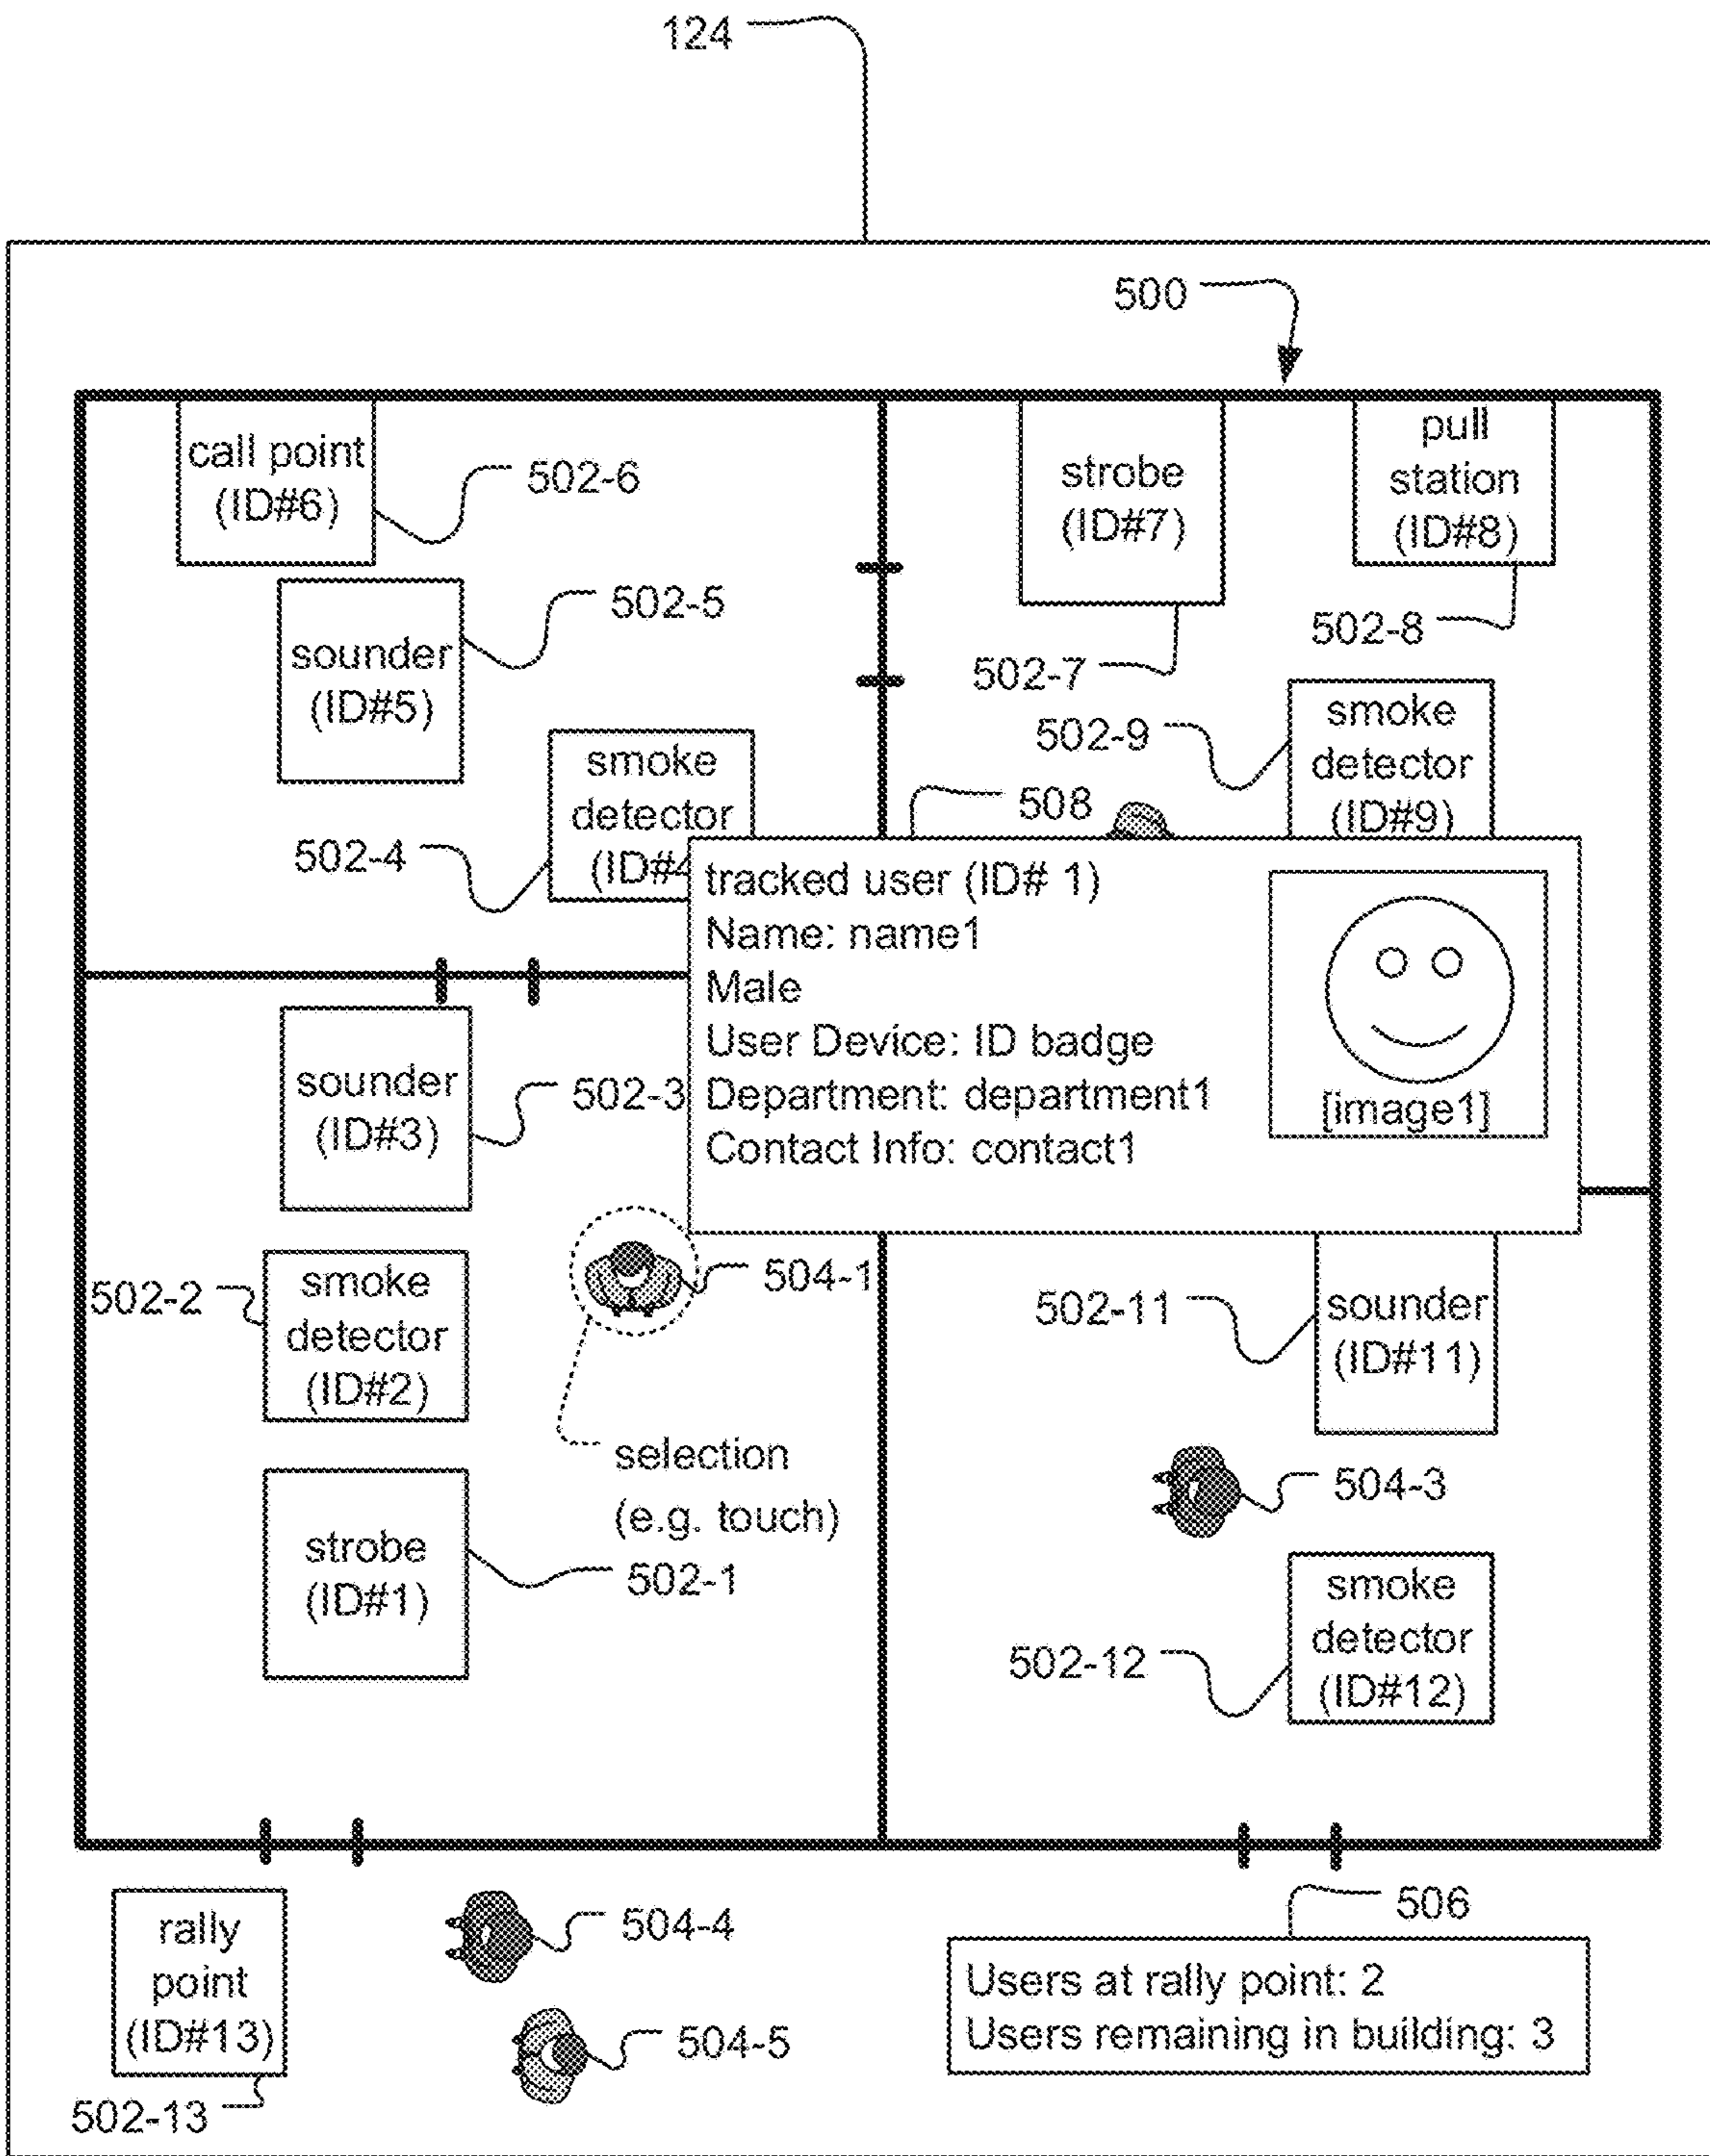 124
500
call point
(ID#6)
502-6
strobe
(ID#7)
pull
station
(ID#8)
502-5
502-8
sounder
(ID#5)
502-7
smoke
detector
(ID#9)
502-9
smoke
detector
(ID#4
508
502-4
tracked user (ID# 1)
Name: name1
Male
User Device: ID badge
Department: department1
Contact Info: contact1
[image1]
sounder
(ID#3)
502-3
502-2
smoke
detector
(ID#2)
504-1
502-11
sounder
(ID#11)
selection
(e.g. touch)
504-3
strobe
(ID#1)
502-1
smoke
detector
(ID#12)
502-12
506
rally
point
(ID#13)
504-4
Users at rally point: 2
Users remaining in building: 3
504-5
502-13